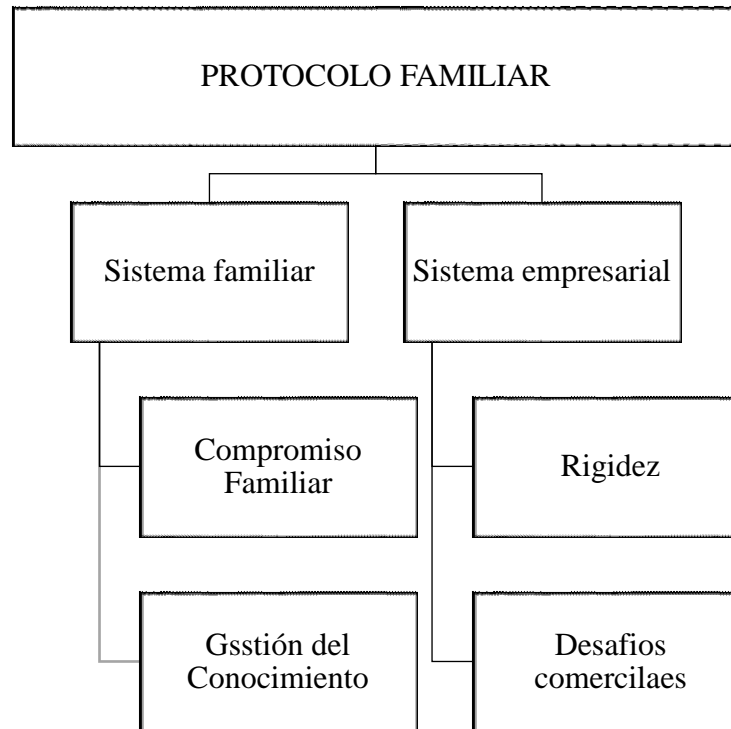 PROTOCOLO FAMILIAR
Sistema familiar
Sistema empresarial
Compromiso
Familiar
Rigidez
Gsstión del
Conocimiento
Desafios
comercilaes